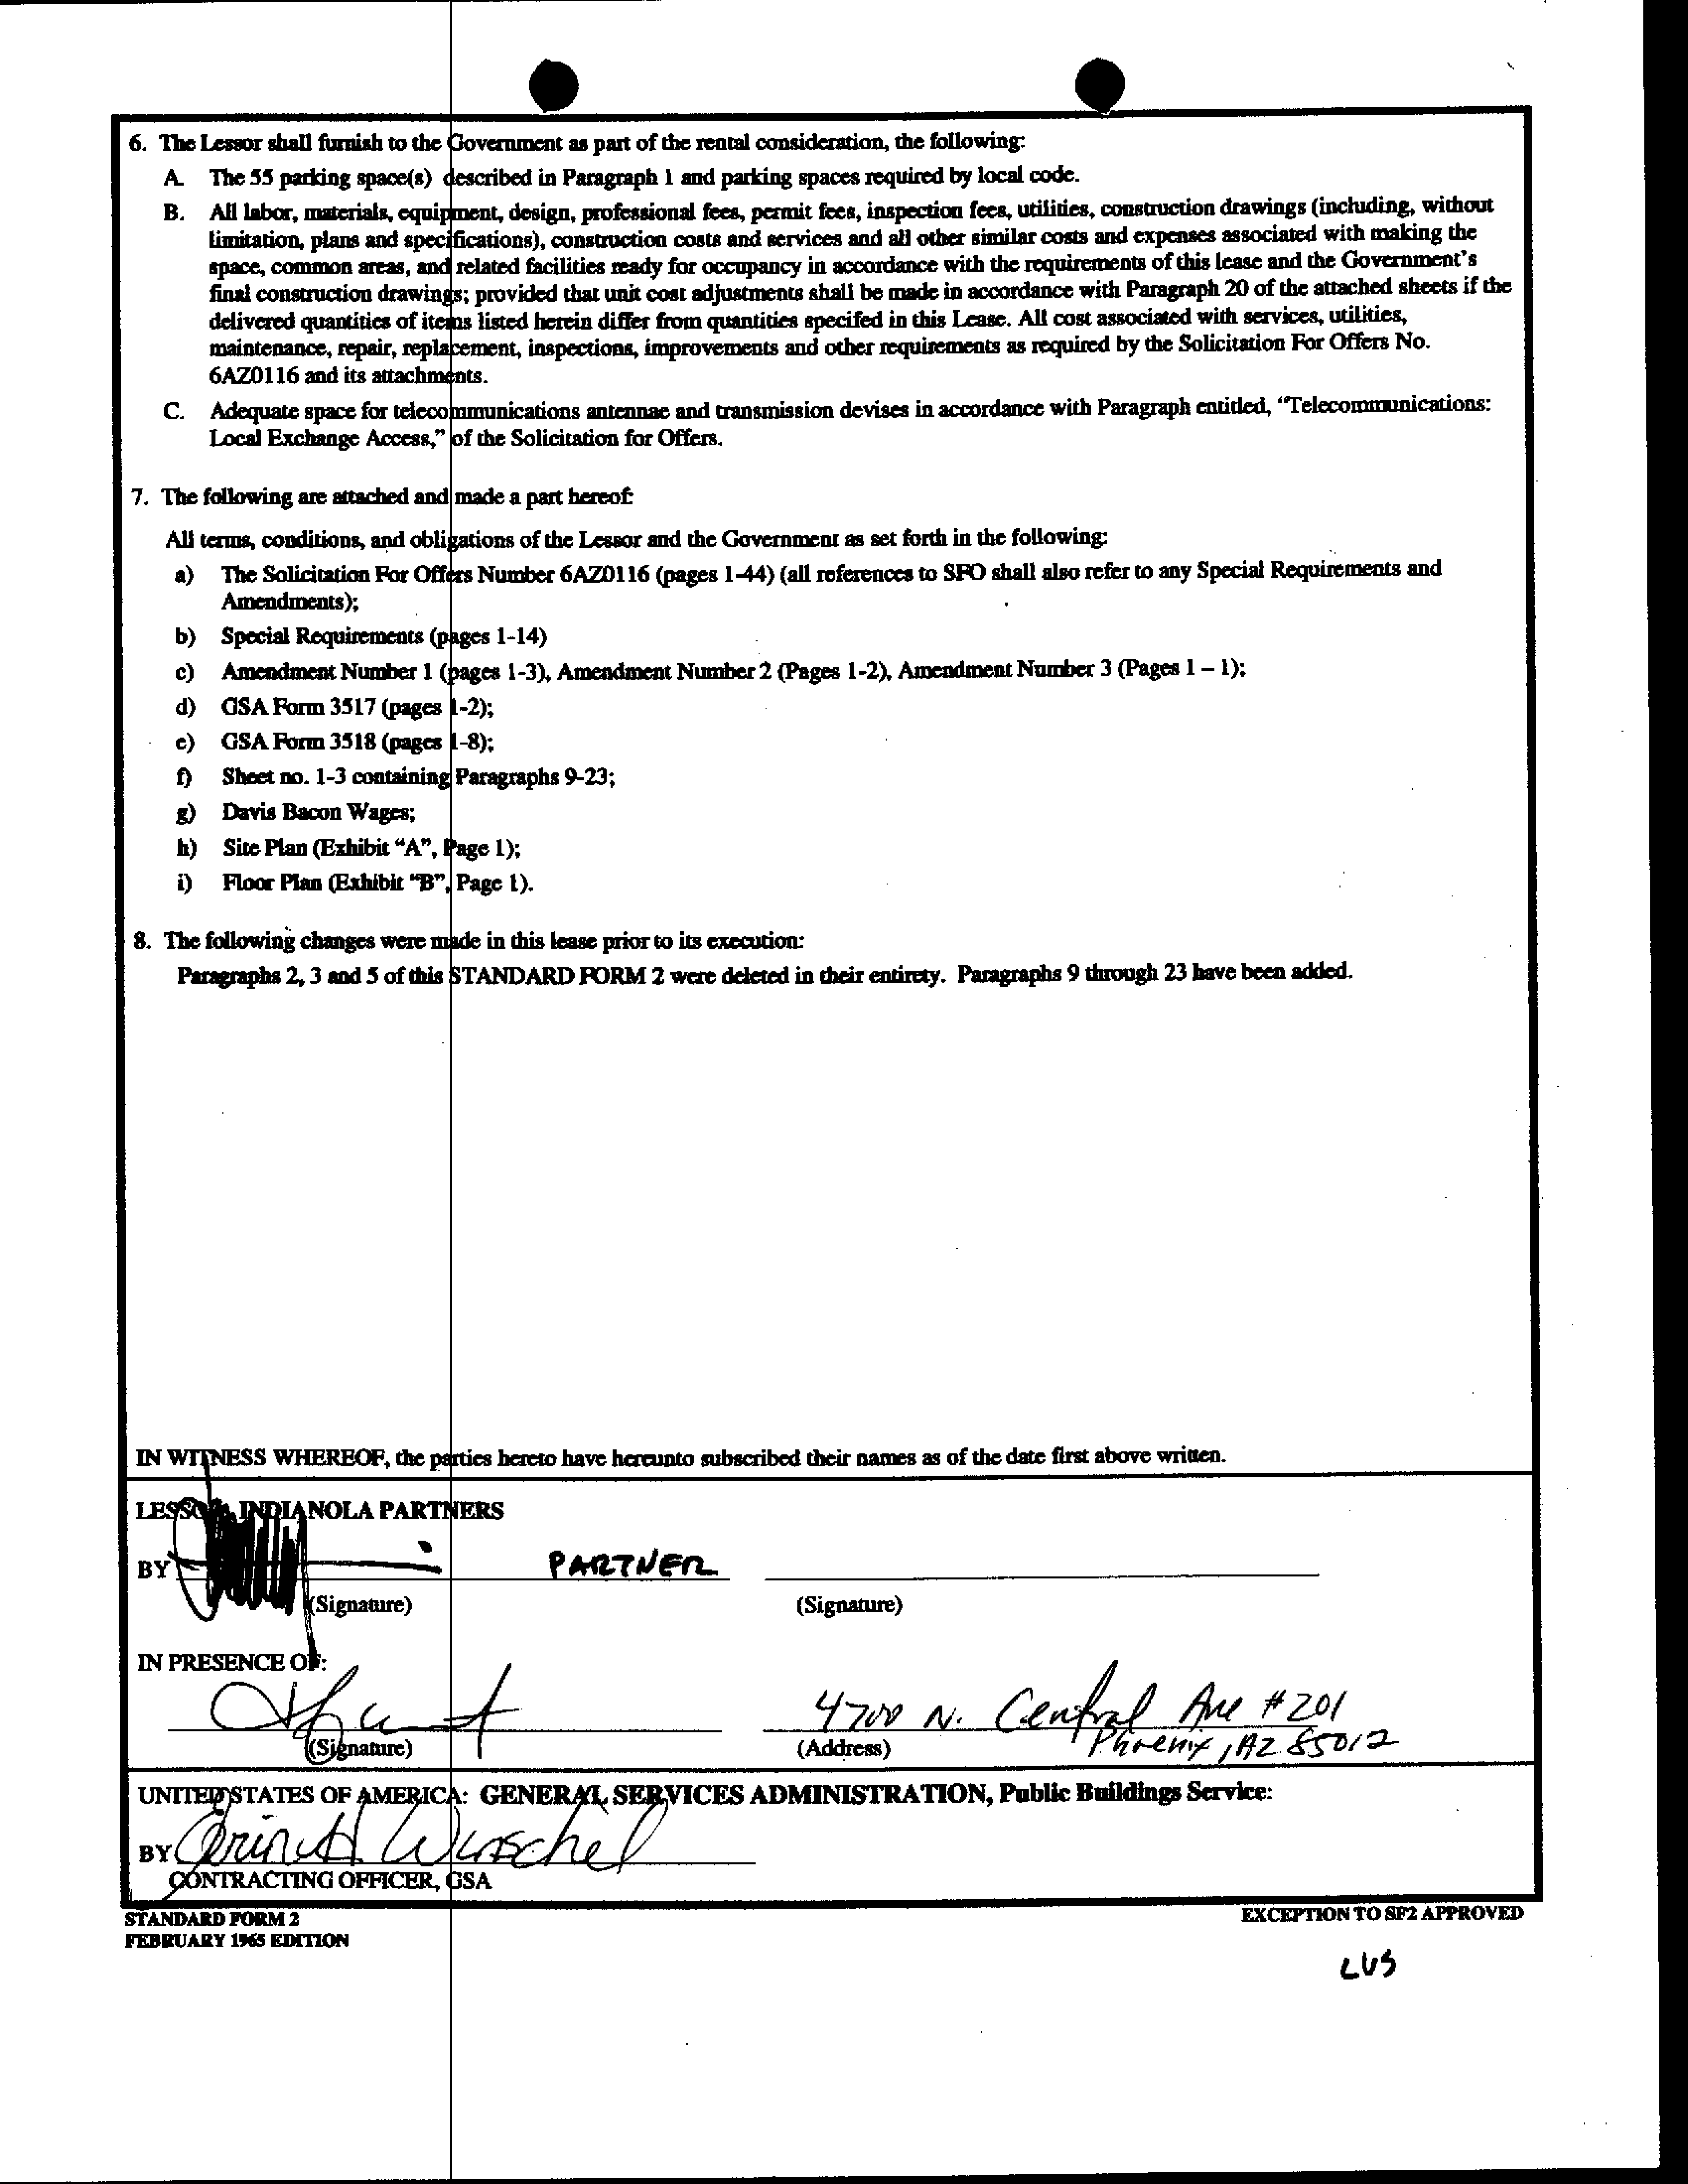 6. The Lessor shall furnish to the Government as part of the rental consideration, the following:
A. The 55 parking space(s) described in Paragraph 1 and parking spaces required by local code.
B. All labor, materials, equipment, design, professional fees, permit fees, inspection fees, utilities, construction drawings (including, without
limitation, plans and specifications), construction costs and services and all other similar costs and expenses associated with making the
space, common areas, and related facilities ready for occupancy in accordance with the requirements of this lease and the Government's
final construction drawings; provided that unit cost adjustments shall be made in accordance with Paragraph 20 of the attached sheets if the
delivered quantities of items listed herein differ from quantities specifed in this Lease. All cost associated with services, utilities,
maintenance, repair, replacement, inspections, improvements and other requirements as required by the Solicitation For Offers No.
6AZ0116 and its attachments.
C. Adequate space for telecommunications antennae and transmission devises in accordance with Paragraph entitled, “Telecommunications:
Local Exchange Access,” of the Solicitation for Offers.
7. The following are attached and made a part hereof:
All terms, conditions, and obligations of the Lessor and the Government as set forth in the following:
a) The Solicitation For Offers Number 6AZ0116 (pages 1-44) (all references to SFO shall also refer to any Special Requirements and
Amendments);
b) Special Requirements (pages 1-14)
c) Amendment Number 1 (pages 1-3), Amendment Number 2 (Pages 1-2), Amendment Number 3 (Pages 1 – 1);
d) GSA Form 3517 (pages 1-2);
e) GSA Form 3518 (pages 1-8);
f) Sheet no. 1-3 containing Paragraphs 9-23;
g) Davis Bacon Wages;
h) Site Plan (Exhibit “A”, Page 1);
i) Floor Plan (Exhibit “B”, Page 1).
8. The following changes were made in this lease prior to its execution:
Paragraphs 2, 3 and 5 of this STANDARD FORM 2 were deleted in their entirety. Paragraphs 9 through 23 have been added.
IN WITNESS WHEREOF, the parties hereto have hereunto subscribed their names as of the date first above written.
LESSOR, INDIANOLA PARTNERS
BY PARTNER
(Signature) (Signature)
IN PRESENCE OF:
4700 N. Central Ave #201
(Signature) (Address) Phoenix, AZ 85012
UNITED STATES OF AMERICA: GENERAL SERVICES ADMINISTRATION, Public Buildings Service:
BY
CONTRACTING OFFICER, GSA
STANDARD FORM 2 EXCEPTION TO SF2 APPROVED
FEBRUARY 1965 EDITION
LUS